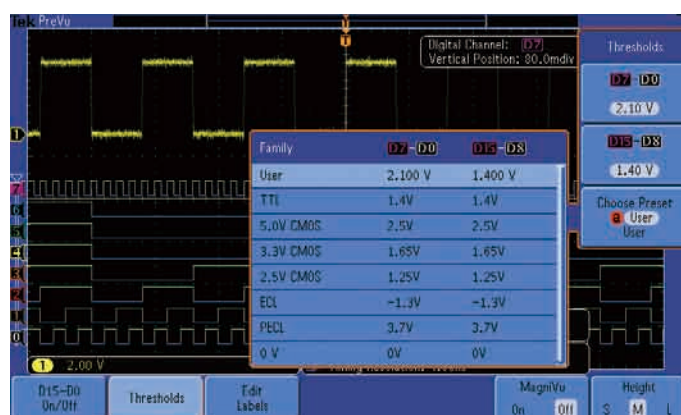 Tek PreVu
Digital Channel: D7
Vertical Position: 80.0mdiv
Thresholds
D7 - D0
2.10 V
D15 - D8
1.40 V
Choose Preset
a User
User
Family D7 - D0 D15 - D8
User 2.100 V 1.400 V
TTL 1.4V 1.4V
5.0V CMOS 2.5V 2.5V
3.3V CMOS 1.65V 1.65V
2.5V CMOS 1.25V 1.25V
ECL -1.3V -1.3V
PECL 3.7V 3.7V
0 V 0V 0V
1 2.00 V
D15-D0
On/Off
Thresholds
Edit
Labels
MagniVu
On Off
Height
S M L